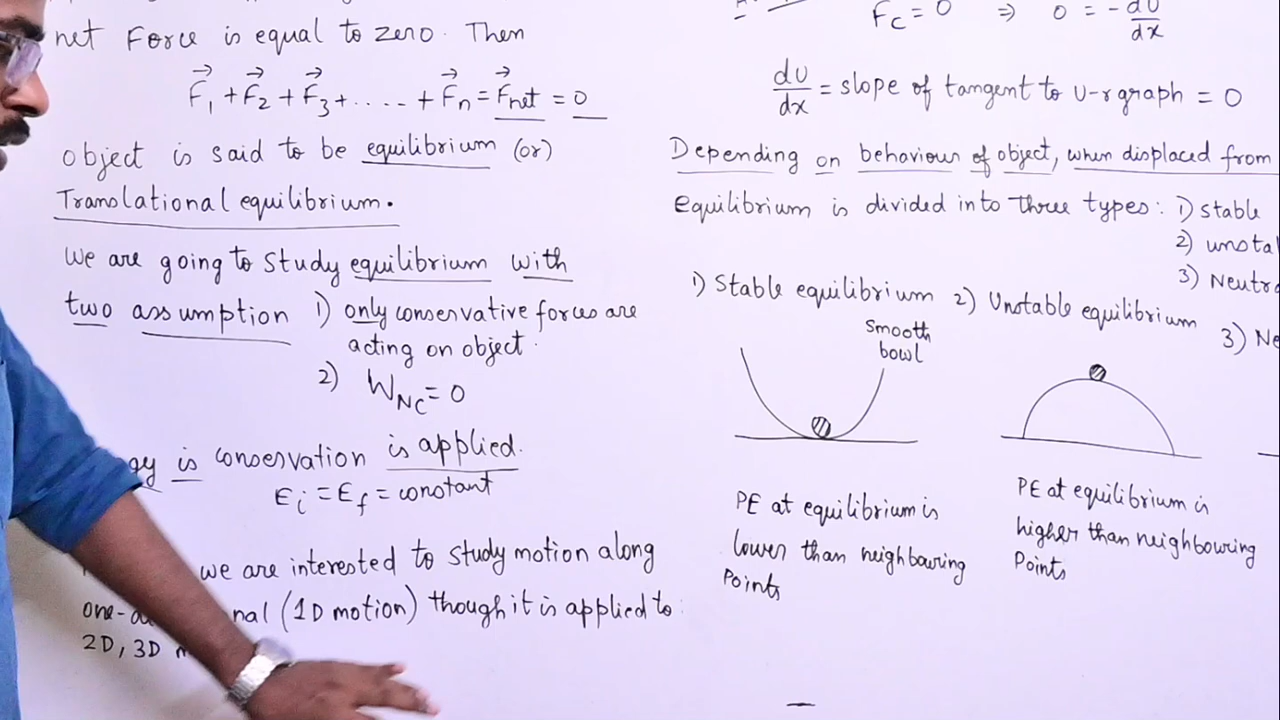 net Force is equal to zero. Then
F₁ + F₂ + F₃ + .... + Fn = Fnet = 0
object is said to be equilibrium (or)
Translational equilibrium.
We are going to study equilibrium with
two assumption 1) only conservative forces are
acting on object.
2) WNC = 0
is conservation is applied.
Ei = Ef = constant
we are interested to study motion along
one- (1D motion) though it is applied to
2D, 3D
FC = 0 ⇒ 0 = -dU/dx
dU/dx = slope of tangent to U-r graph = 0
Depending on behaviour of object, when displaced from
equilibrium is divided into three types: 1) stable
2) unsta
3) Neutr
1) Stable equilibrium
2) Unstable equilibrium
3) Ne
Smooth
bowl
PE at equilibrium is
lower than neighbouring
Points
PE at equilibrium is
higher than neighbouring
Points